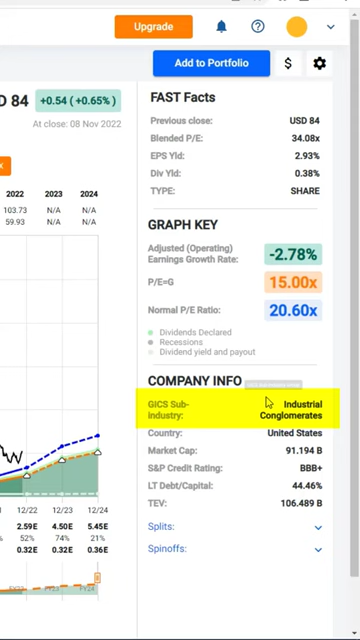 Upgrade
Add to Portfolio
$
D 84 +0.54 ( +0.65%)
At close: 08 Nov 2022
2022 2023 2024
103.73 N/A N/A
59.93 N/A N/A
12/22 12/23 12/24
2.59E 4.50E 5.45E
52% 74% 21%
0.32E 0.32E 0.36E
FAST Facts
Previous close: USD 84
Blended P/E: 34.08x
EPS Yld: 2.93%
Div Yld: 0.38%
TYPE: SHARE
GRAPH KEY
Adjusted (Operating)
Earnings Growth Rate: -2.78%
P/E=G 15.00x
Normal P/E Ratio: 20.60x
Dividends Declared
Recessions
Dividend yield and payout
COMPANY INFO
GICS Sub- Industrial
industry: Conglomerates
Country: United States
Market Cap: 91.194 B
S&P Credit Rating: BBB+
LT Debt/Capital: 44.46%
TEV: 106.489 B
Splits:
Spinoffs: